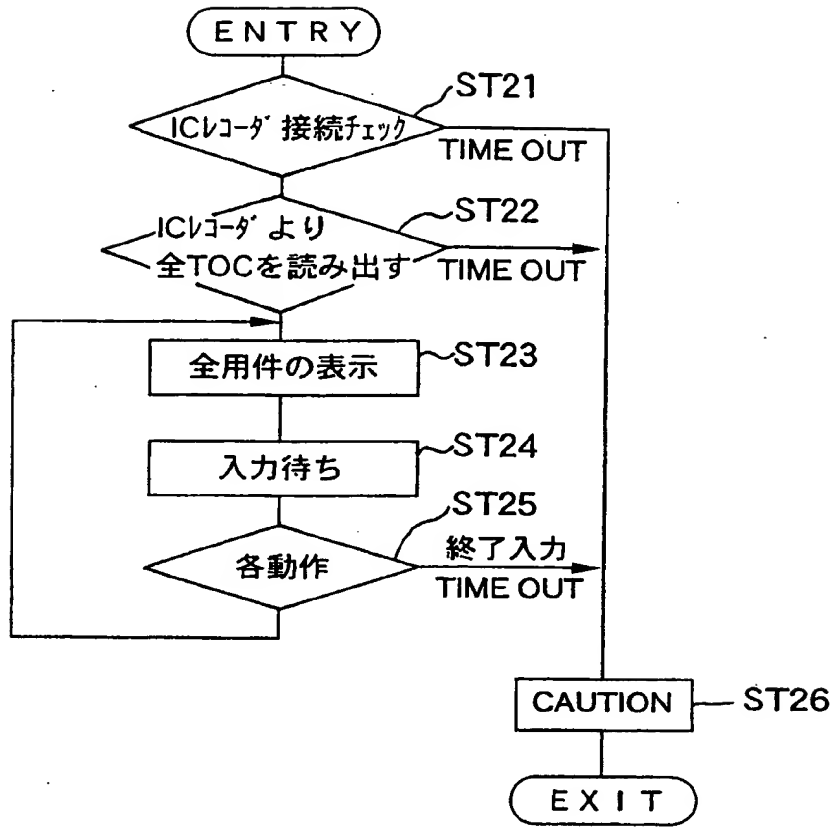 ENTRY
ST21
ICﾚｺｰﾀﾞ 接続ﾁｪｯｸ
TIME OUT
ST22
ICﾚｺｰﾀﾞ より
全TOCを読み出す
TIME OUT
ST23
全用件の表示
ST24
入力待ち
ST25
各動作
終了入力
TIME OUT
CAUTION
ST26
EXIT